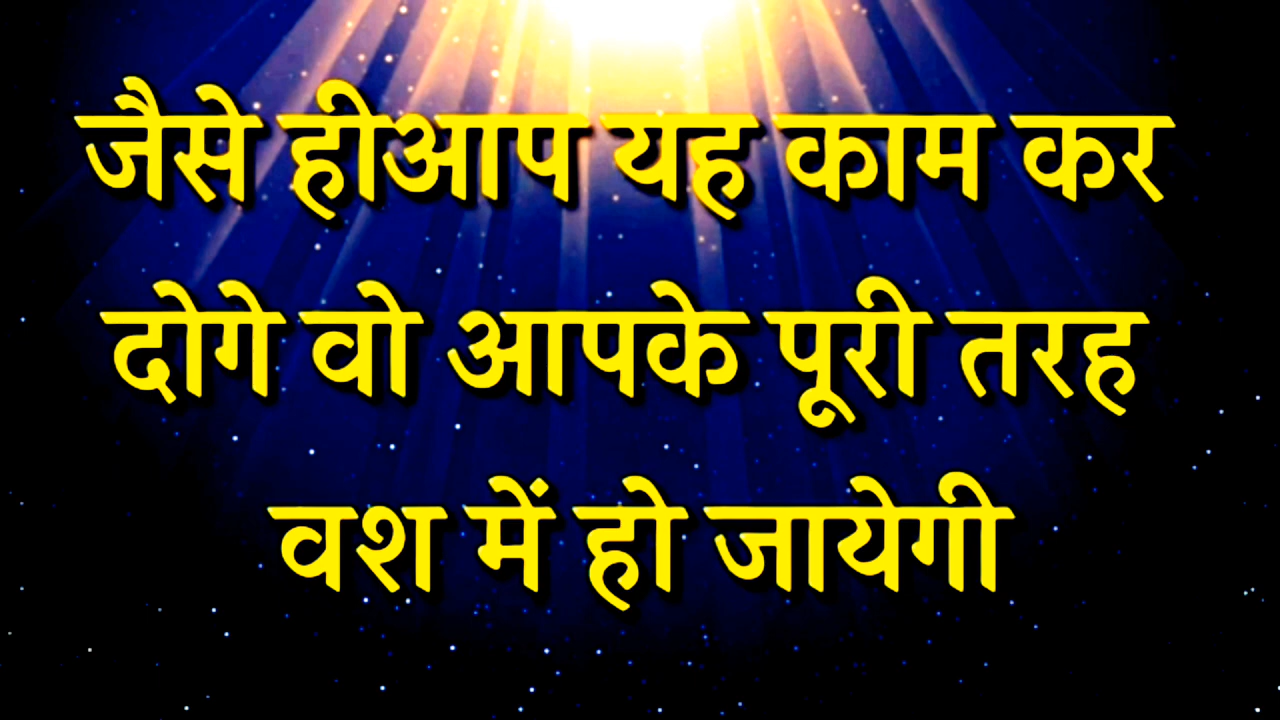 जैसे हीआप यह काम कर
दोगे वो आपके पूरी तरह
वश में हो जायेगी